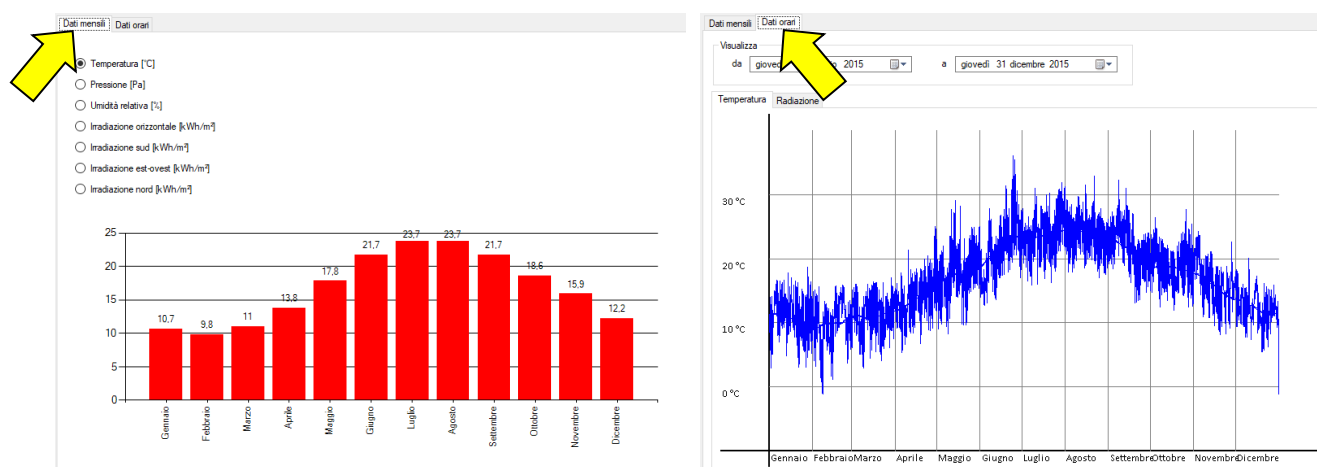 Dati mensili Dati orari
Temperatura [°C]
Pressione [Pa]
Umidità relativa [%]
Irradiazione orizzontale [kWh/m²]
Irradiazione sud [kWh/m²]
Irradiazione est-ovest [kWh/m²]
Irradiazione nord [kWh/m²]
25
20
15
10
5
0
10,7
9,8
11
13,8
17,8
21,7
23,7
23,7
21,7
18,6
15,9
12,2
Gennaio
Febbraio
Marzo
Aprile
Maggio
Giugno
Luglio
Agosto
Settembre
Ottobre
Novembre
Dicembre
Dati mensili Dati orari
Visualizza
da 2015 a giovedì 31 dicembre 2015
Temperatura Radiazione
30 °C
20 °C
10 °C
0 °C
Gennaio Febbraio Marzo Aprile Maggio Giugno Luglio Agosto Settembre Ottobre Novembre Dicembre